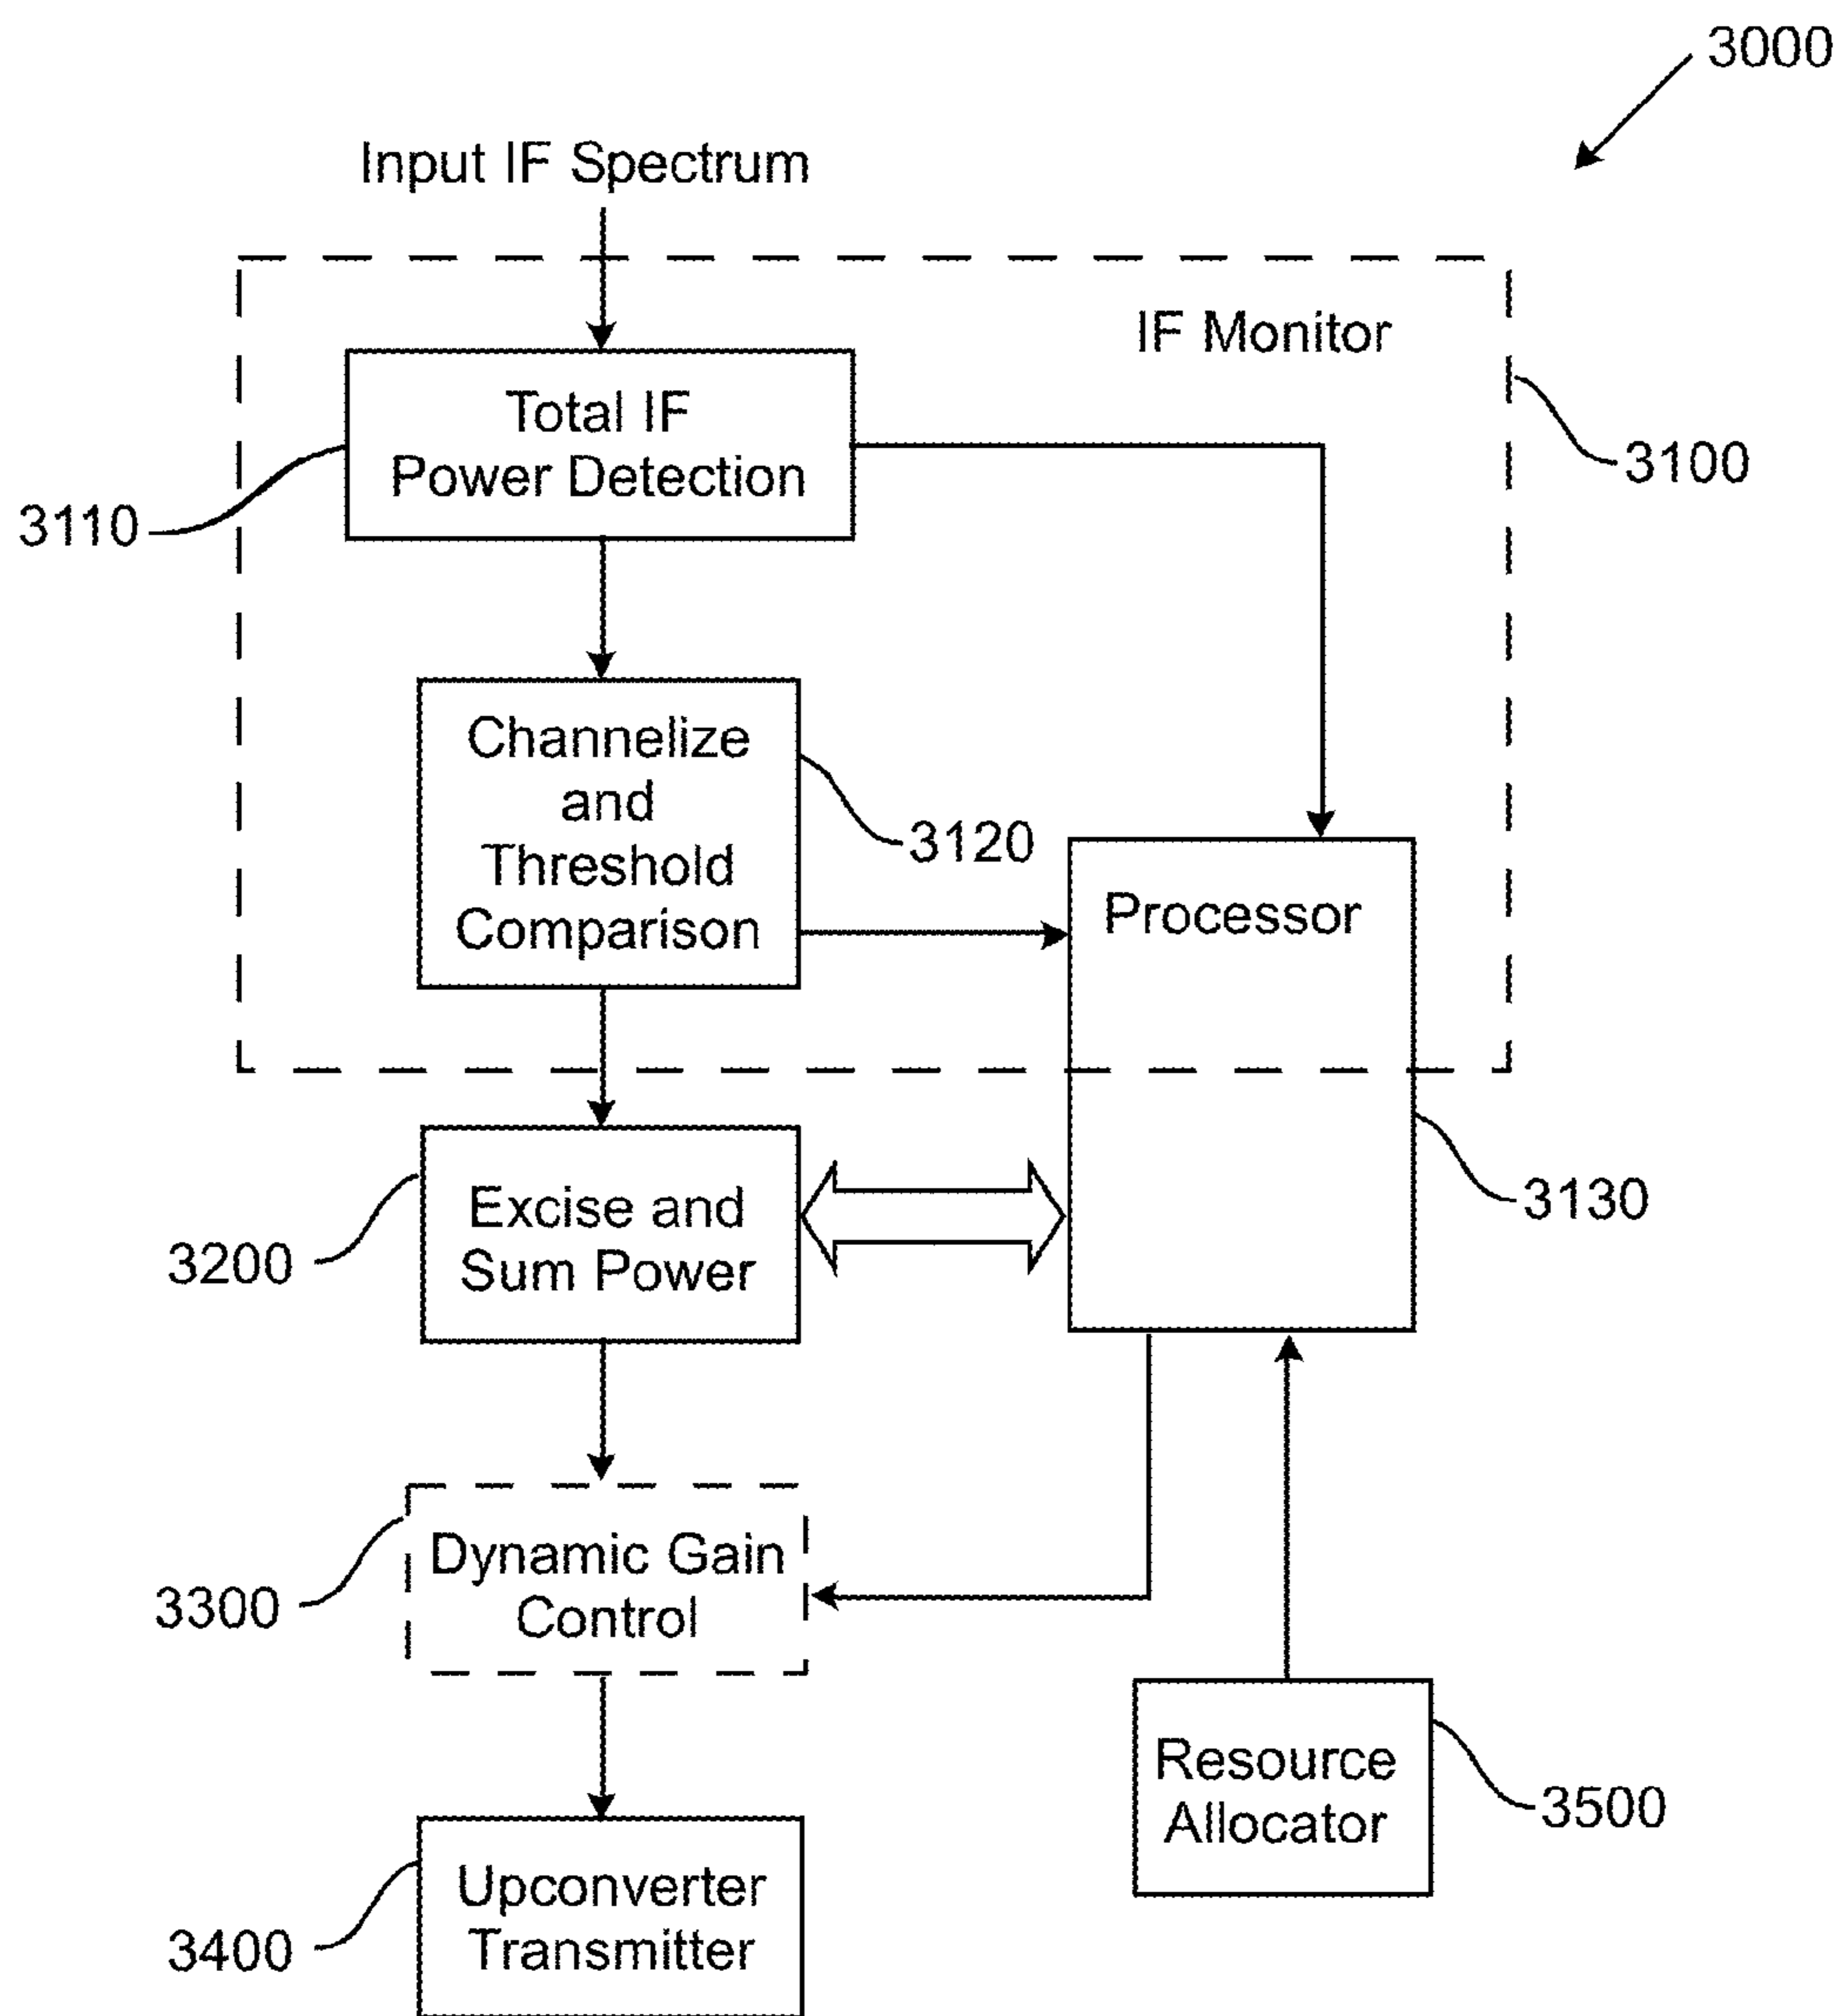 3000
Input IF Spectrum
IF Monitor
Total IF
Power Detection
3100
3110
Channelize
and
Threshold
Comparison
3120
Processor
3130
Excise and
Sum Power
3200
Dynamic Gain
Control
3300
Resource
Allocator
3500
Upconverter
Transmitter
3400